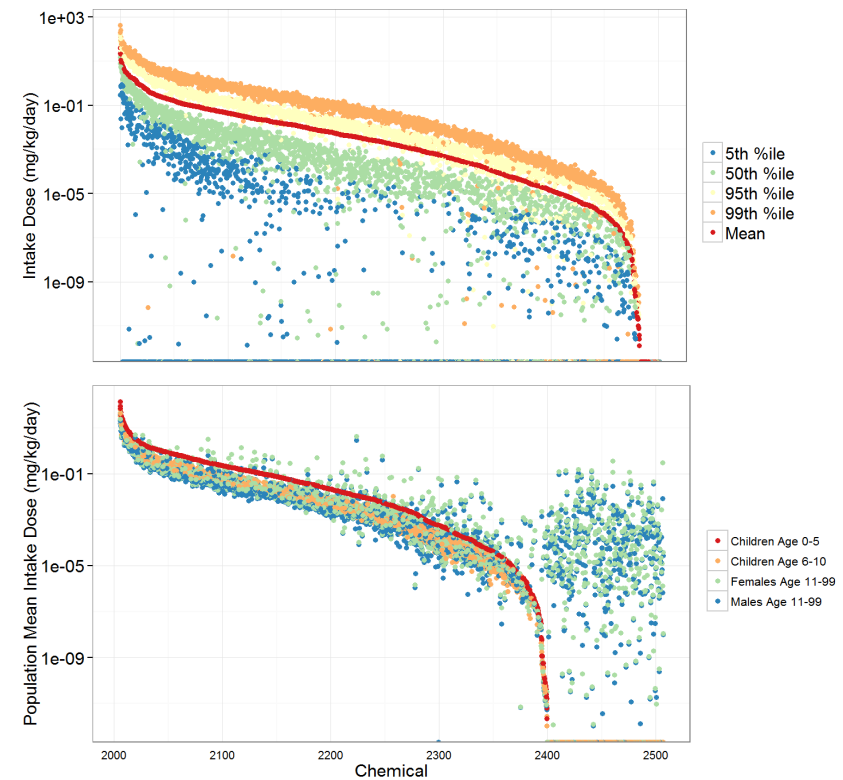 Intake Dose (mg/kg/day)
1e+03
1e-01
1e-05
1e-09
5th %ile
50th %ile
95th %ile
99th %ile
Mean
Population Mean Intake Dose (mg/kg/day)
1e-01
1e-05
1e-09
Children Age 0-5
Children Age 6-10
Females Age 11-99
Males Age 11-99
2000 2100 2200 2300 2400 2500
Chemical